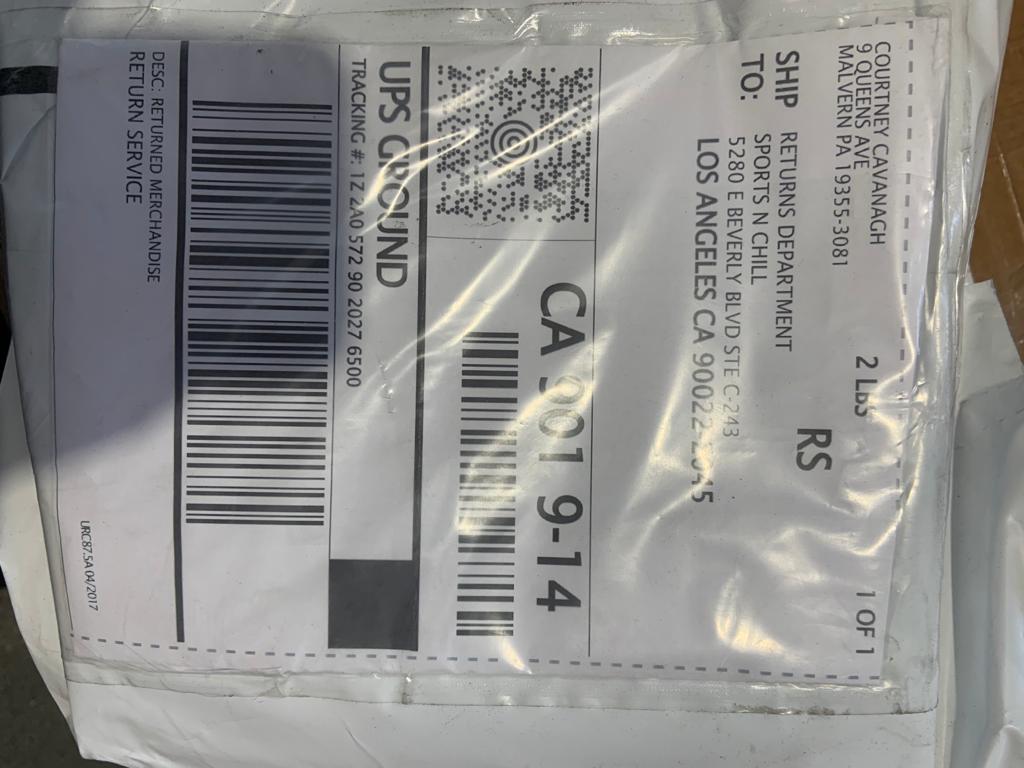 COURTNEY CAVANAGH
9 QUEENS AVE
MALVERN PA 19355-3081
2 LBS
1 OF 1
RS
SHIP TO:
RETURNS DEPARTMENT
SPORTS N CHILL
5280 E BEVERLY BLVD STE C-243
LOS ANGELES CA 90022-2045
CA 901 9-14
UPS GROUND
TRACKING #: 1Z 2A0 572 90 2027 6500
DESC: RETURNED MERCHANDISE
RETURN SERVICE
URC87.5A 04/2017